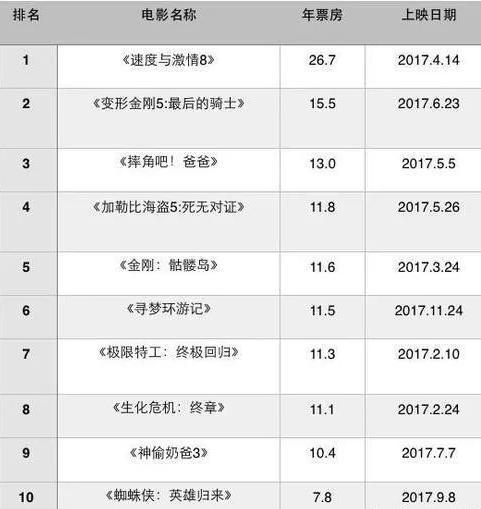 排名 电影名称 年票房 上映日期
1 《速度与激情8》 26.7 2017.4.14
2 《变形金刚5:最后的骑士》 15.5 2017.6.23
3 《摔角吧！爸爸》 13.0 2017.5.5
4 《加勒比海盗5:死无对证》 11.8 2017.5.26
5 《金刚：骷髅岛》 11.6 2017.3.24
6 《寻梦环游记》 11.5 2017.11.24
7 《极限特工：终极回归》 11.3 2017.2.10
8 《生化危机：终章》 11.1 2017.2.24
9 《神偷奶爸3》 10.4 2017.7.7
10 《蜘蛛侠：英雄归来》 7.8 2017.9.8